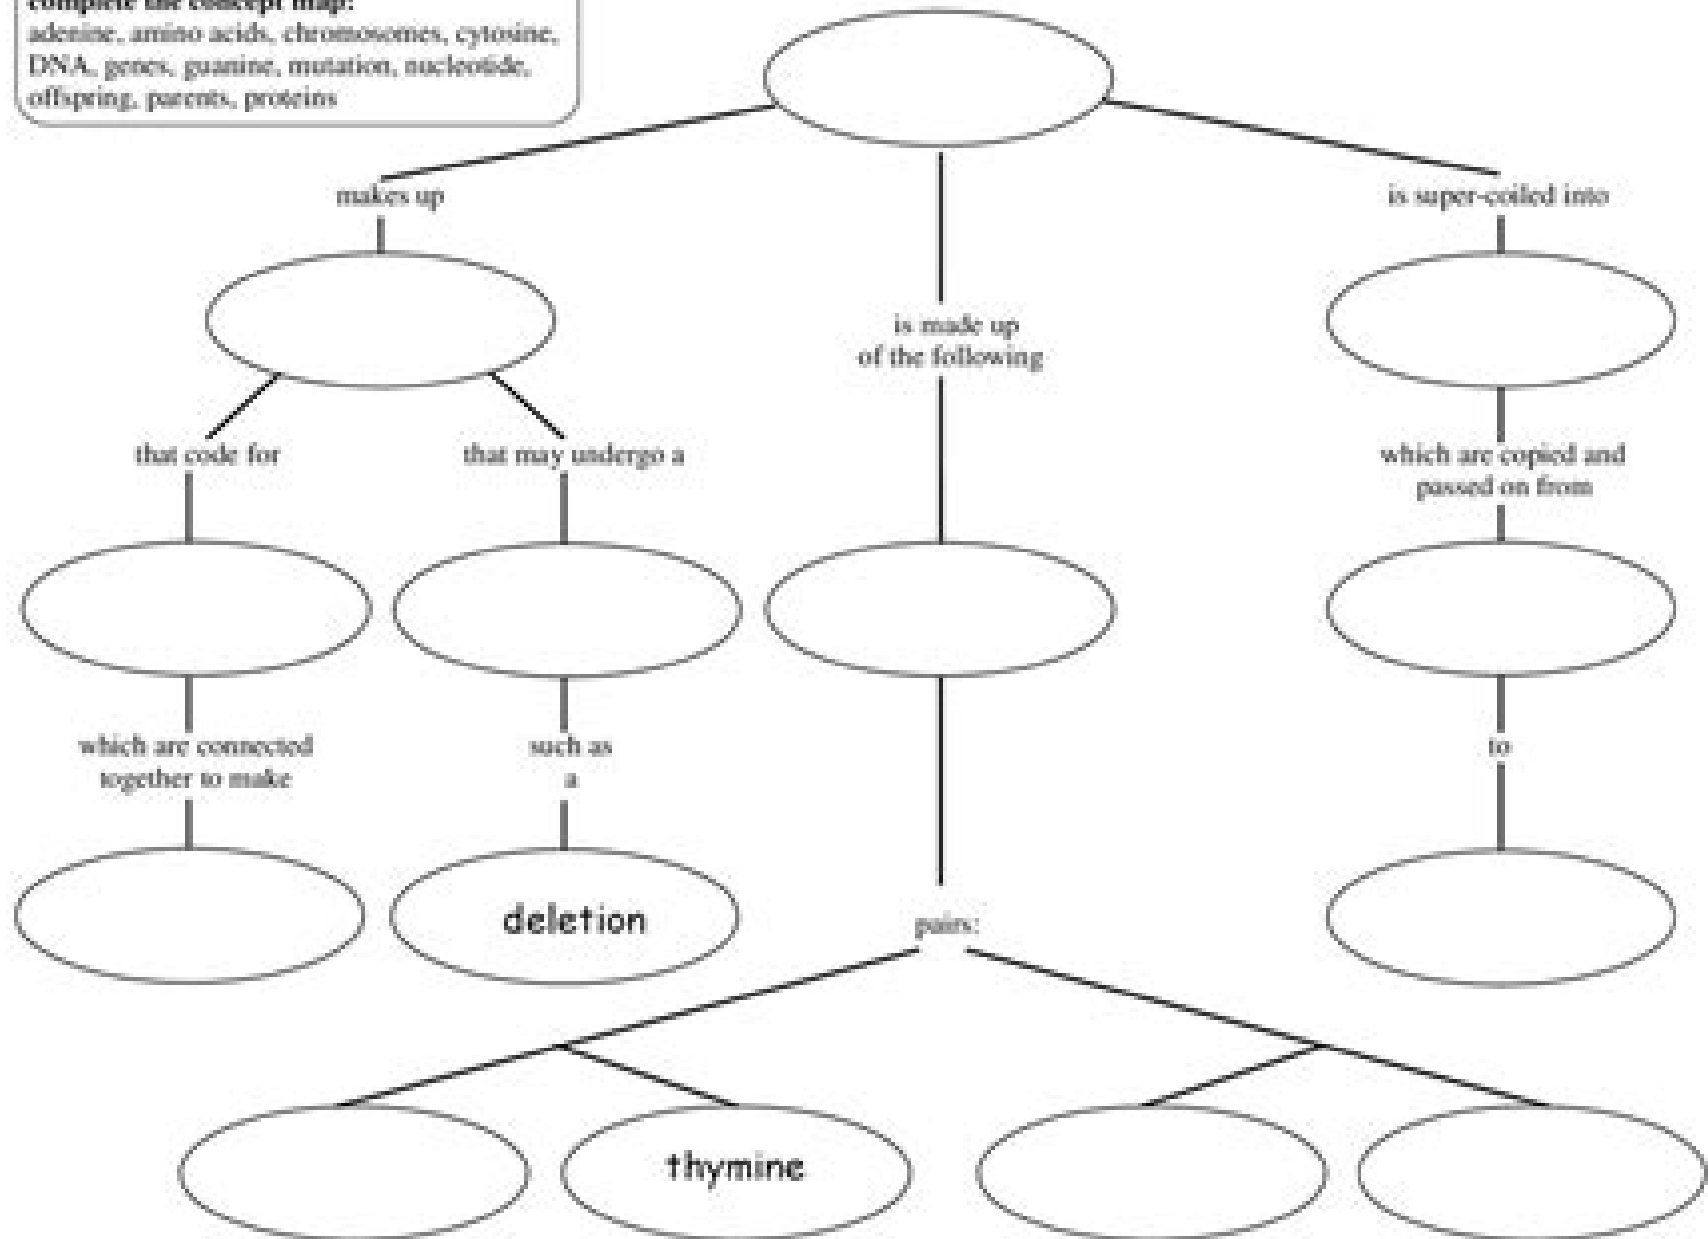 complete the concept map:
adenine, amino acids, chromosomes, cytosine,
DNA, genes, guanine, mutation, nucleotide,
offspring, parents, proteins
makes up
is super-coiled into
is made up
of the following
that code for
that may undergo a
which are copied and
passed on from
which are connected
together to make
such as
a
to
deletion
pairs:
thymine